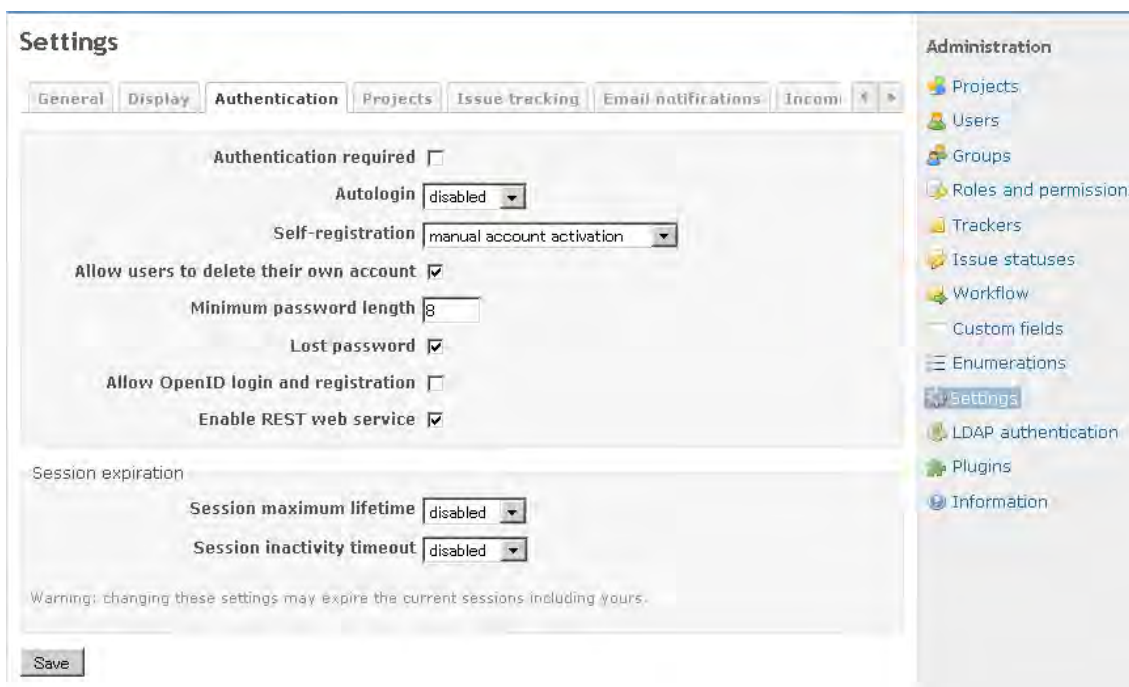 Settings
General
Display
Authentication
Projects
Issue tracking
Email notifications
Incomi
Authentication required
Autologin disabled
Self-registration manual account activation
Allow users to delete their own account
Minimum password length 8
Lost password
Allow OpenID login and registration
Enable REST web service
Session expiration
Session maximum lifetime disabled
Session inactivity timeout disabled
Warning: changing these settings may expire the current sessions including yours.
Save
Administration
Projects
Users
Groups
Roles and permission
Trackers
Issue statuses
Workflow
Custom fields
Enumerations
Settings
LDAP authentication
Plugins
Information